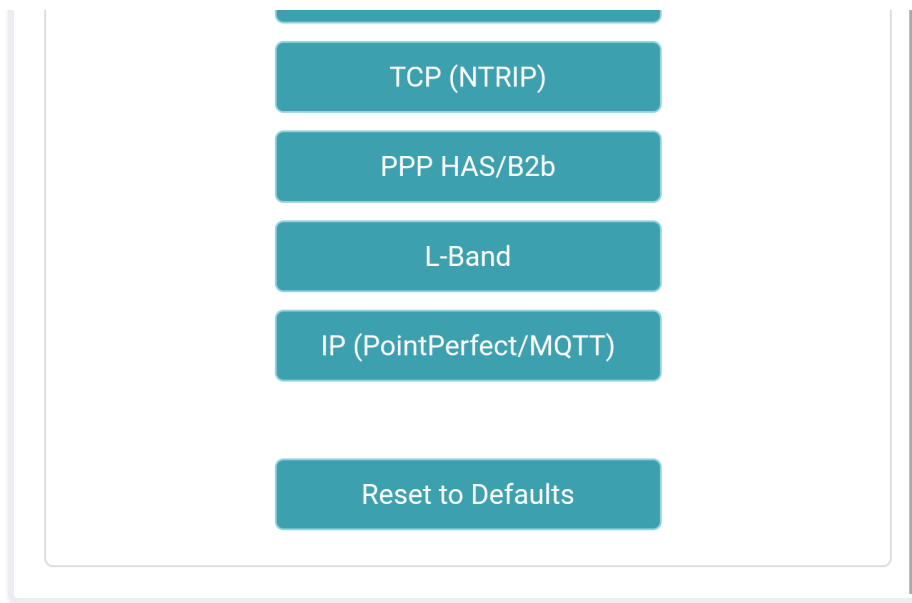 TCP (NTRIP)
PPP HAS/B2b
L-Band
IP (PointPerfect/MQTT)
Reset to Defaults